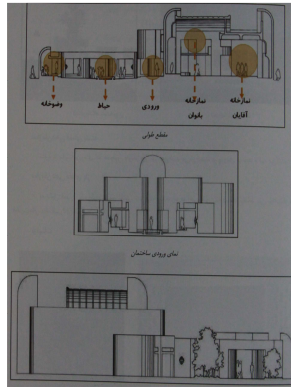 وضوخانه
حیاط
ورودی
نمازخانه بانوان
نمازخانه آقایان
مقطع طولی
نمای ورودی ساختمان